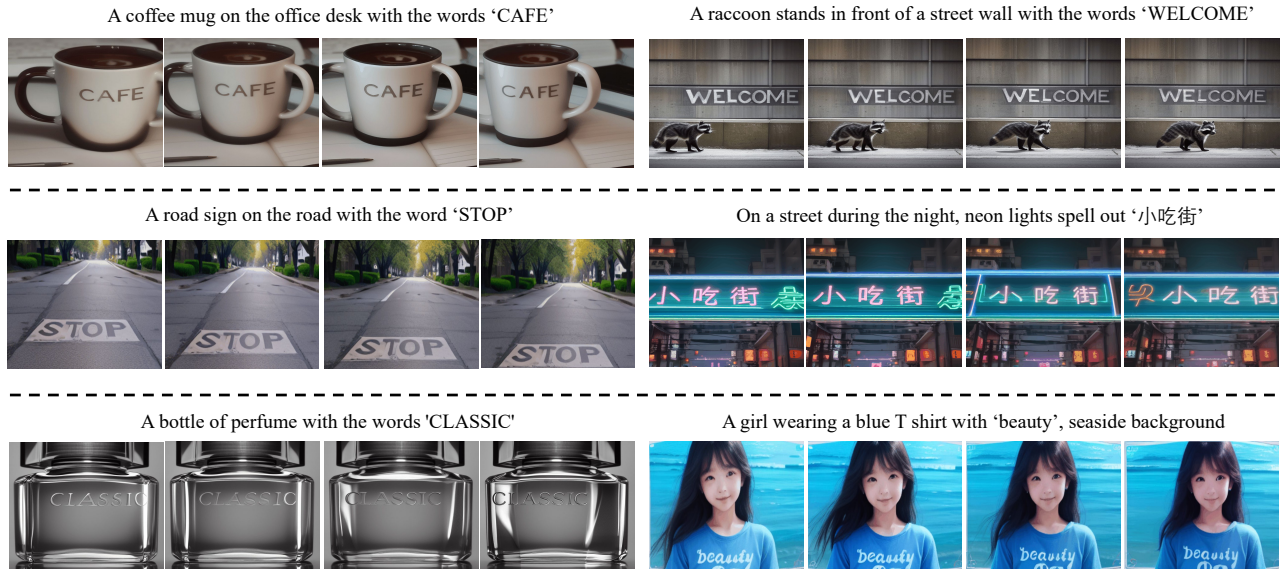 A coffee mug on the office desk with the words ‘CAFE’
A raccoon stands in front of a street wall with the words ‘WELCOME’
CAFE
CAFE
CAFE
CAFE
WELCOME
WELCOME
WELCOME
WELCOME
A road sign on the road with the word ‘STOP’
On a street during the night, neon lights spell out ‘小吃街’
STOP
STOP
STOP
STOP
小吃街
小吃街
小吃街
小吃街
A bottle of perfume with the words 'CLASSIC'
A girl wearing a blue T shirt with ‘beauty’, seaside background
CLASSIC
CLASSIC
CLASSIC
CLASSIC
beauty
beauty
beauty
beauty